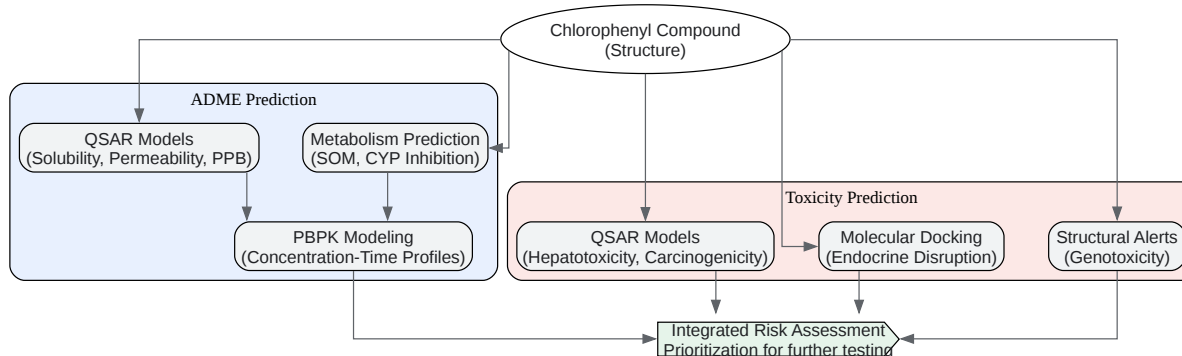 Chlorophenyl Compound
(Structure)
ADME Prediction
QSAR Models
(Solubility, Permeability, PPB)
Metabolism Prediction
(SOM, CYP Inhibition)
PBPK Modeling
(Concentration-Time Profiles)
Toxicity Prediction
QSAR Models
(Hepatotoxicity, Carcinogenicity)
Molecular Docking
(Endocrine Disruption)
Structural Alerts
(Genotoxicity)
Integrated Risk Assessment
Prioritization for further testing